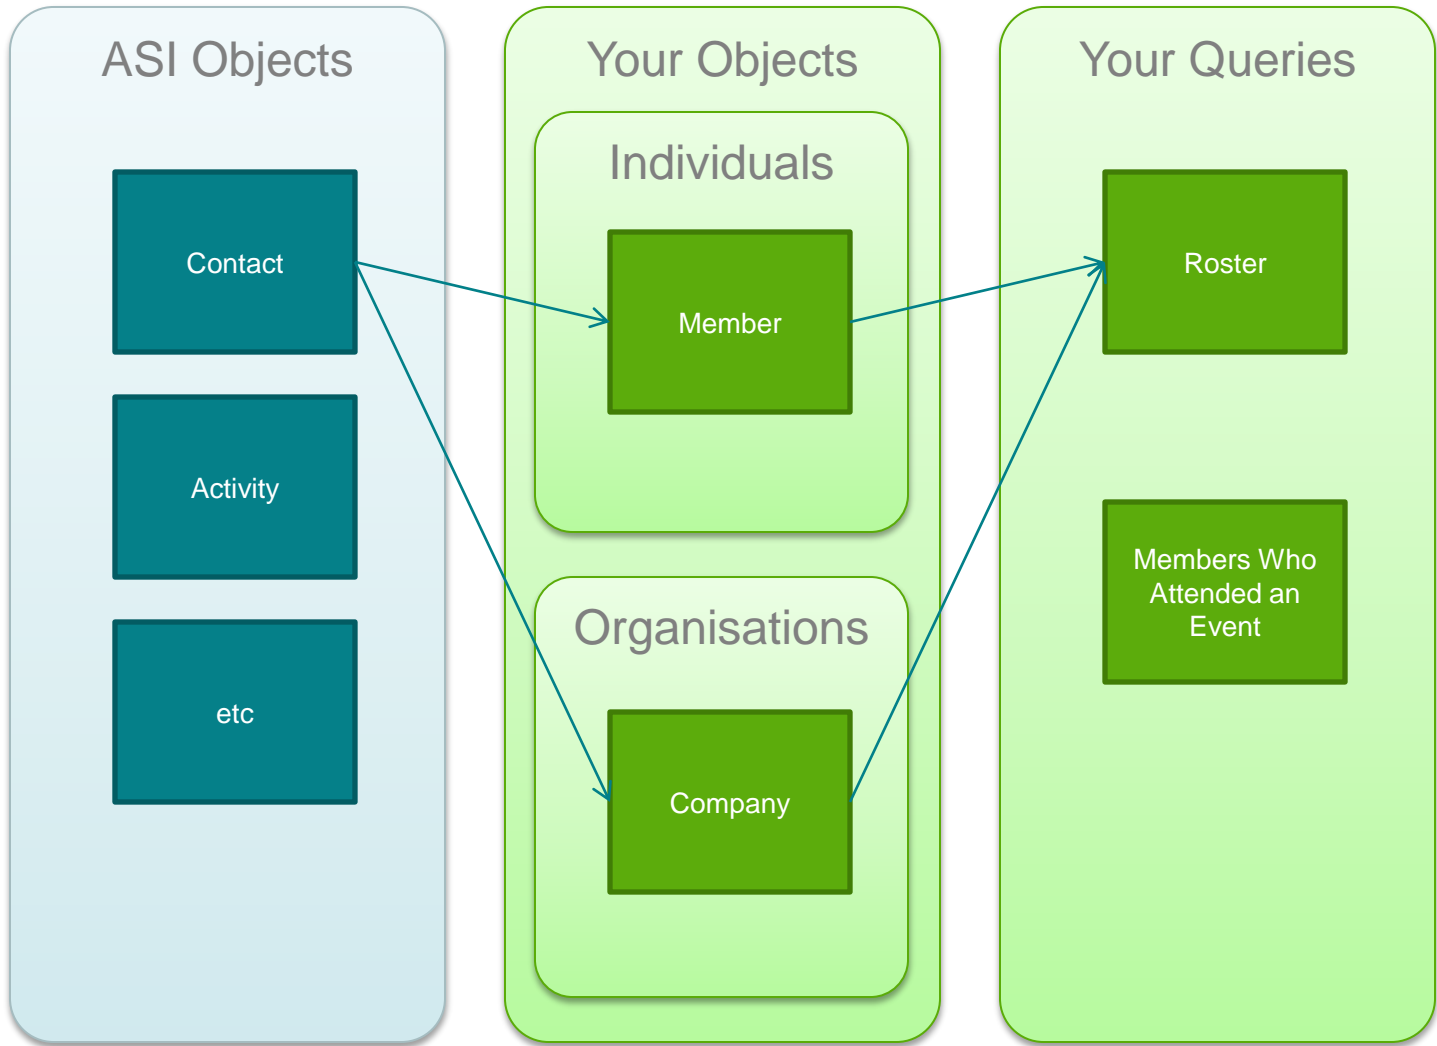 ASI Objects
Contact
Activity
etc
Your Objects
Individuals
Member
Organisations
Company
Your Queries
Roster
Members Who
Attended an
Event